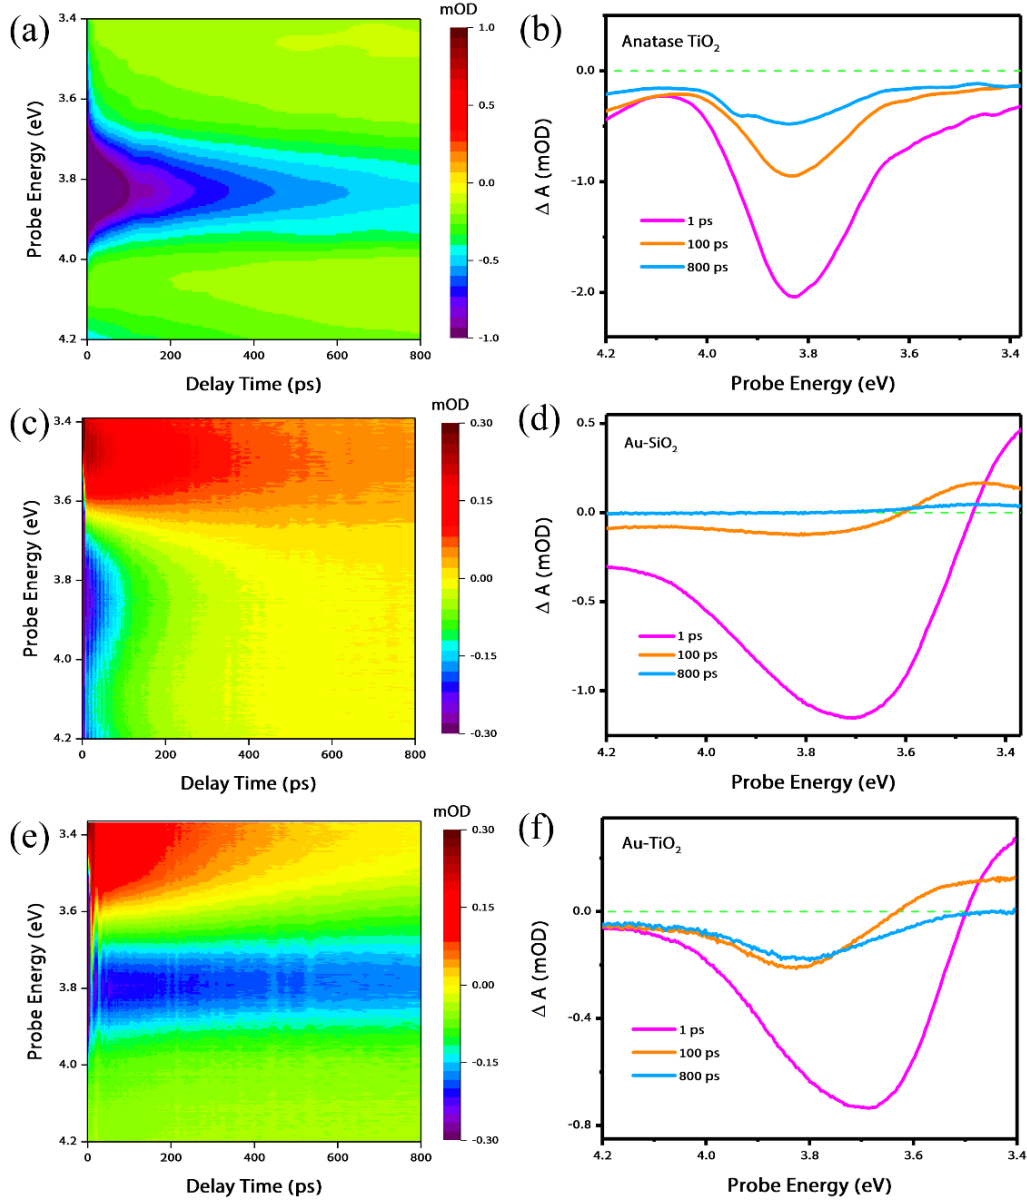 (a)
mOD
3.4
3.6
3.8
4.0
4.2
Probe Energy (eV)
0 200 400 600 800
Delay Time (ps)
1.0
0.5
0.0
-0.5
-1.0
(b)
Anatase TiO2
0.0
-1.0
-2.0
Δ A (mOD)
1 ps
100 ps
800 ps
4.2 4.0 3.8 3.6 3.4
Probe Energy (eV)
(c)
mOD
3.4
3.6
3.8
4.0
4.2
Probe Energy (eV)
0 200 400 600 800
Delay Time (ps)
0.30
0.15
0.00
-0.15
-0.30
(d)
Au-SiO2
0.5
0.0
-0.5
-1.0
Δ A (mOD)
1 ps
100 ps
800 ps
4.2 4.0 3.8 3.6 3.4
Probe Energy (eV)
(e)
mOD
3.4
3.6
3.8
4.0
4.2
Probe Energy (eV)
0 200 400 600 800
Delay Time (ps)
0.30
0.15
0.00
-0.15
-0.30
(f)
Au-TiO2
0.0
-0.4
-0.8
Δ A (mOD)
1 ps
100 ps
800 ps
4.2 4.0 3.8 3.6 3.4
Probe Energy (eV)